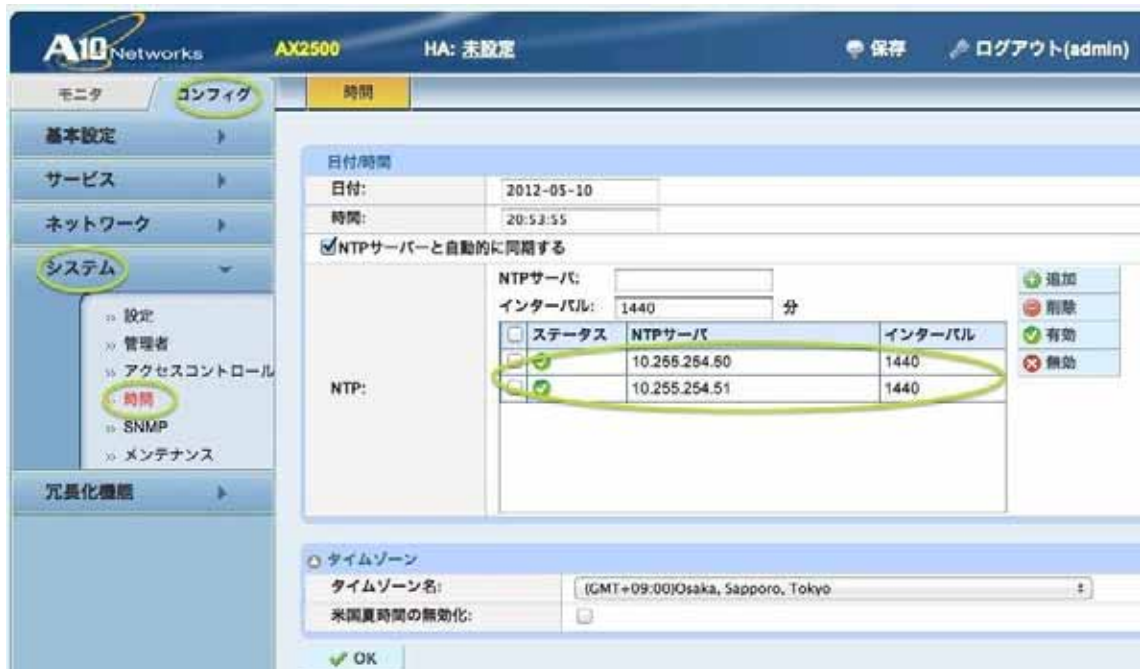 A10 Networks
AX2500
HA: 未設定
保存
ログアウト(admin)
モニタ
コンフィグ
時間
基本設定
サービス
ネットワーク
システム
設定
管理者
アクセスコントロール
時間
SNMP
メンテナンス
冗長化機能
日付/時間
日付: 2012-05-10
時間: 20:53:55
NTPサーバーと自動的に同期する
NTP:
NTPサーバ:
インターバル: 1440 分
ステータス NTPサーバ インターバル
10.255.254.50 1440
10.255.254.51 1440
追加
削除
有効
無効
タイムゾーン
タイムゾーン名: (GMT+09:00)Osaka, Sapporo, Tokyo
米国夏時間の無効化:
OK